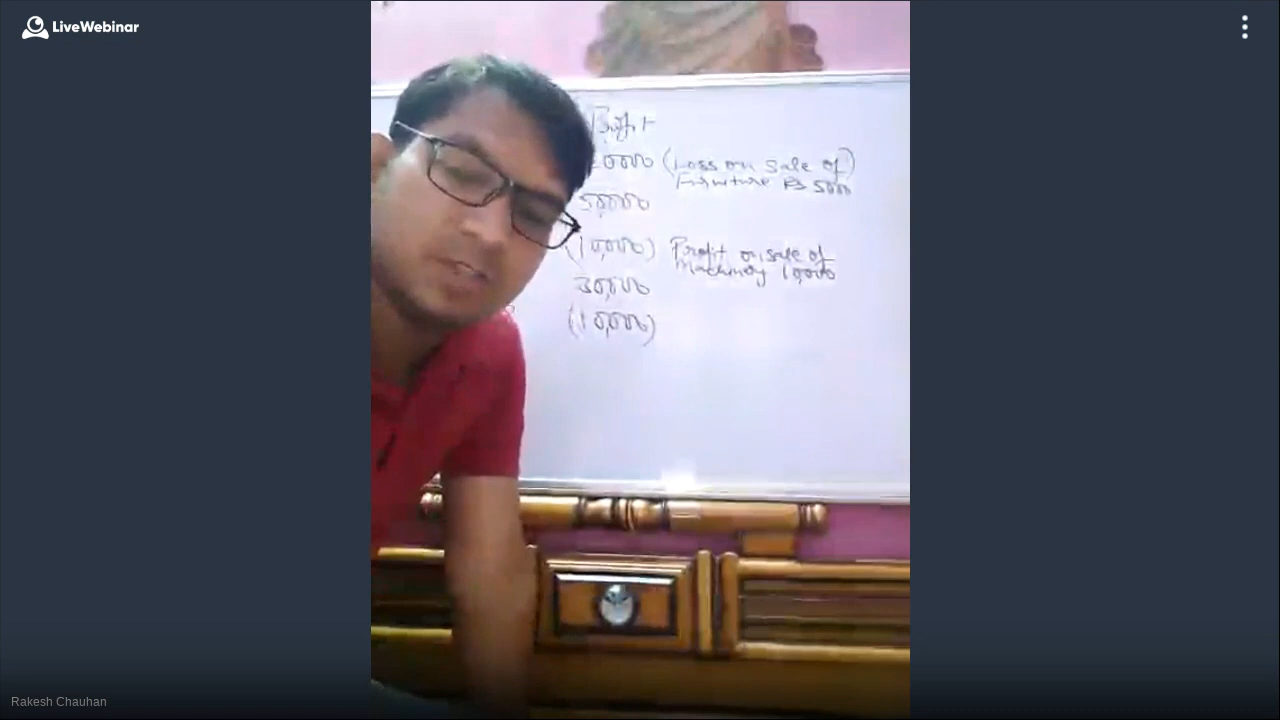 LiveWebinar
Profit
20000 (Loss on Sale of)
Furniture Rs 5000
50,000
(10,000) Profit on sale of
Machinery 10,000
30,000
(10,000)
Rakesh Chauhan